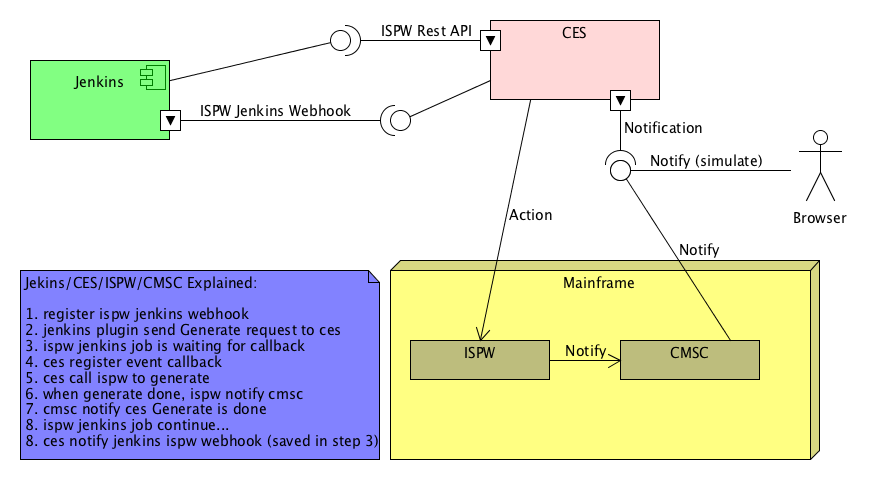 ISPW Rest API
CES
Jenkins
ISPW Jenkins Webhook
Notification
Notify (simulate)
Browser
Action
Notify
Jekins/CES/ISPW/CMSC Explained:
1. register ispw jenkins webhook
2. jenkins plugin send Generate request to ces
3. ispw jenkins job is waiting for callback
4. ces register event callback
5. ces call ispw to generate
6. when generate done, ispw notify cmsc
7. cmsc notify ces Generate is done
8. ispw jenkins job continue...
8. ces notify jenkins ispw webhook (saved in step 3)
Mainframe
ISPW
Notify
CMSC